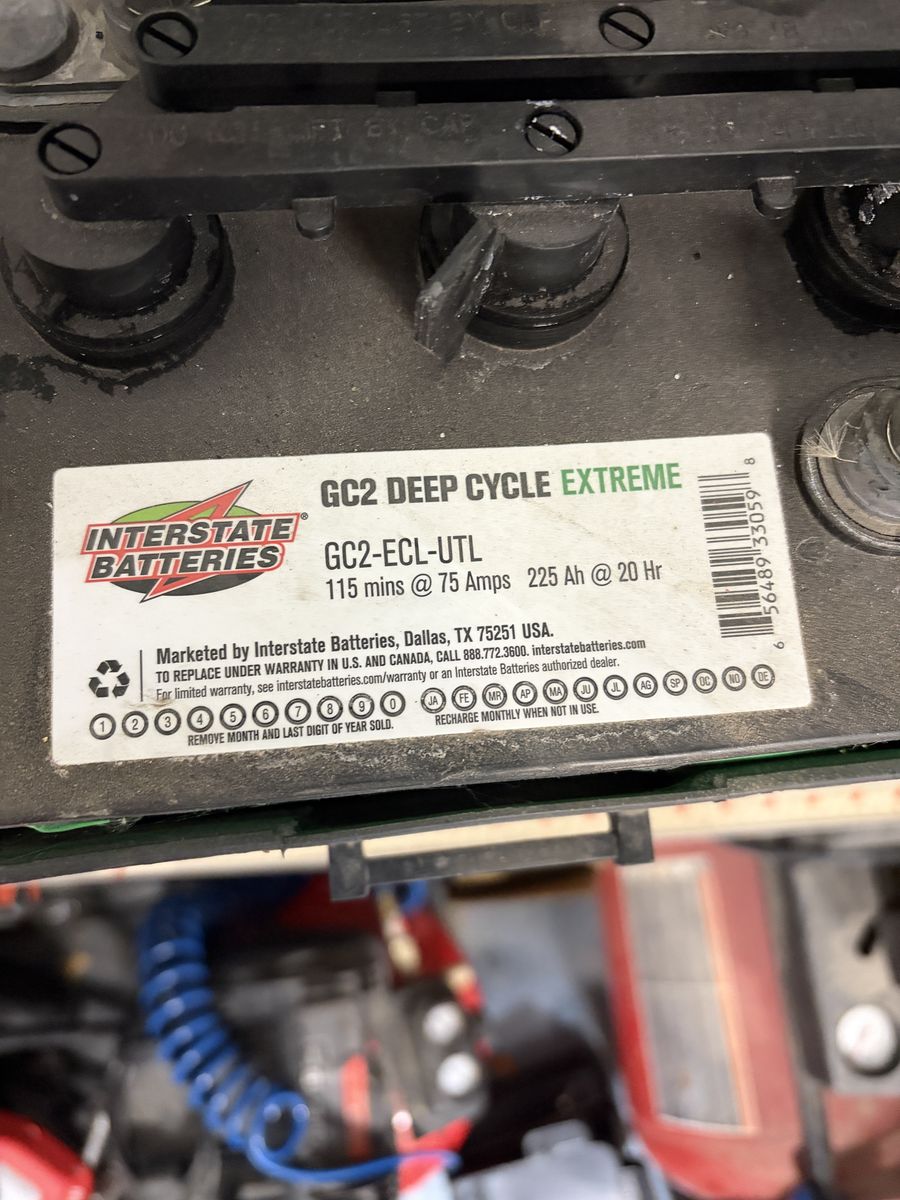 GC2 DEEP CYCLE EXTREME
INTERSTATE
BATTERIES®
GC2-ECL-UTL
115 mins @ 75 Amps 225 Ah @ 20 Hr
6 56489 33059 8
Marketed by Interstate Batteries, Dallas, TX 75251 USA.
TO REPLACE UNDER WARRANTY IN U.S. AND CANADA, CALL 888.772.3600. interstatebatteries.com
For limited warranty, see interstatebatteries.com/warranty or an Interstate Batteries authorized dealer.
1 2 3 4 5 6 7 8 9 0 JA FE MR AP MA JU JL AG SP OC NO DE
REMOVE MONTH AND LAST DIGIT OF YEAR SOLD. RECHARGE MONTHLY WHEN NOT IN USE.